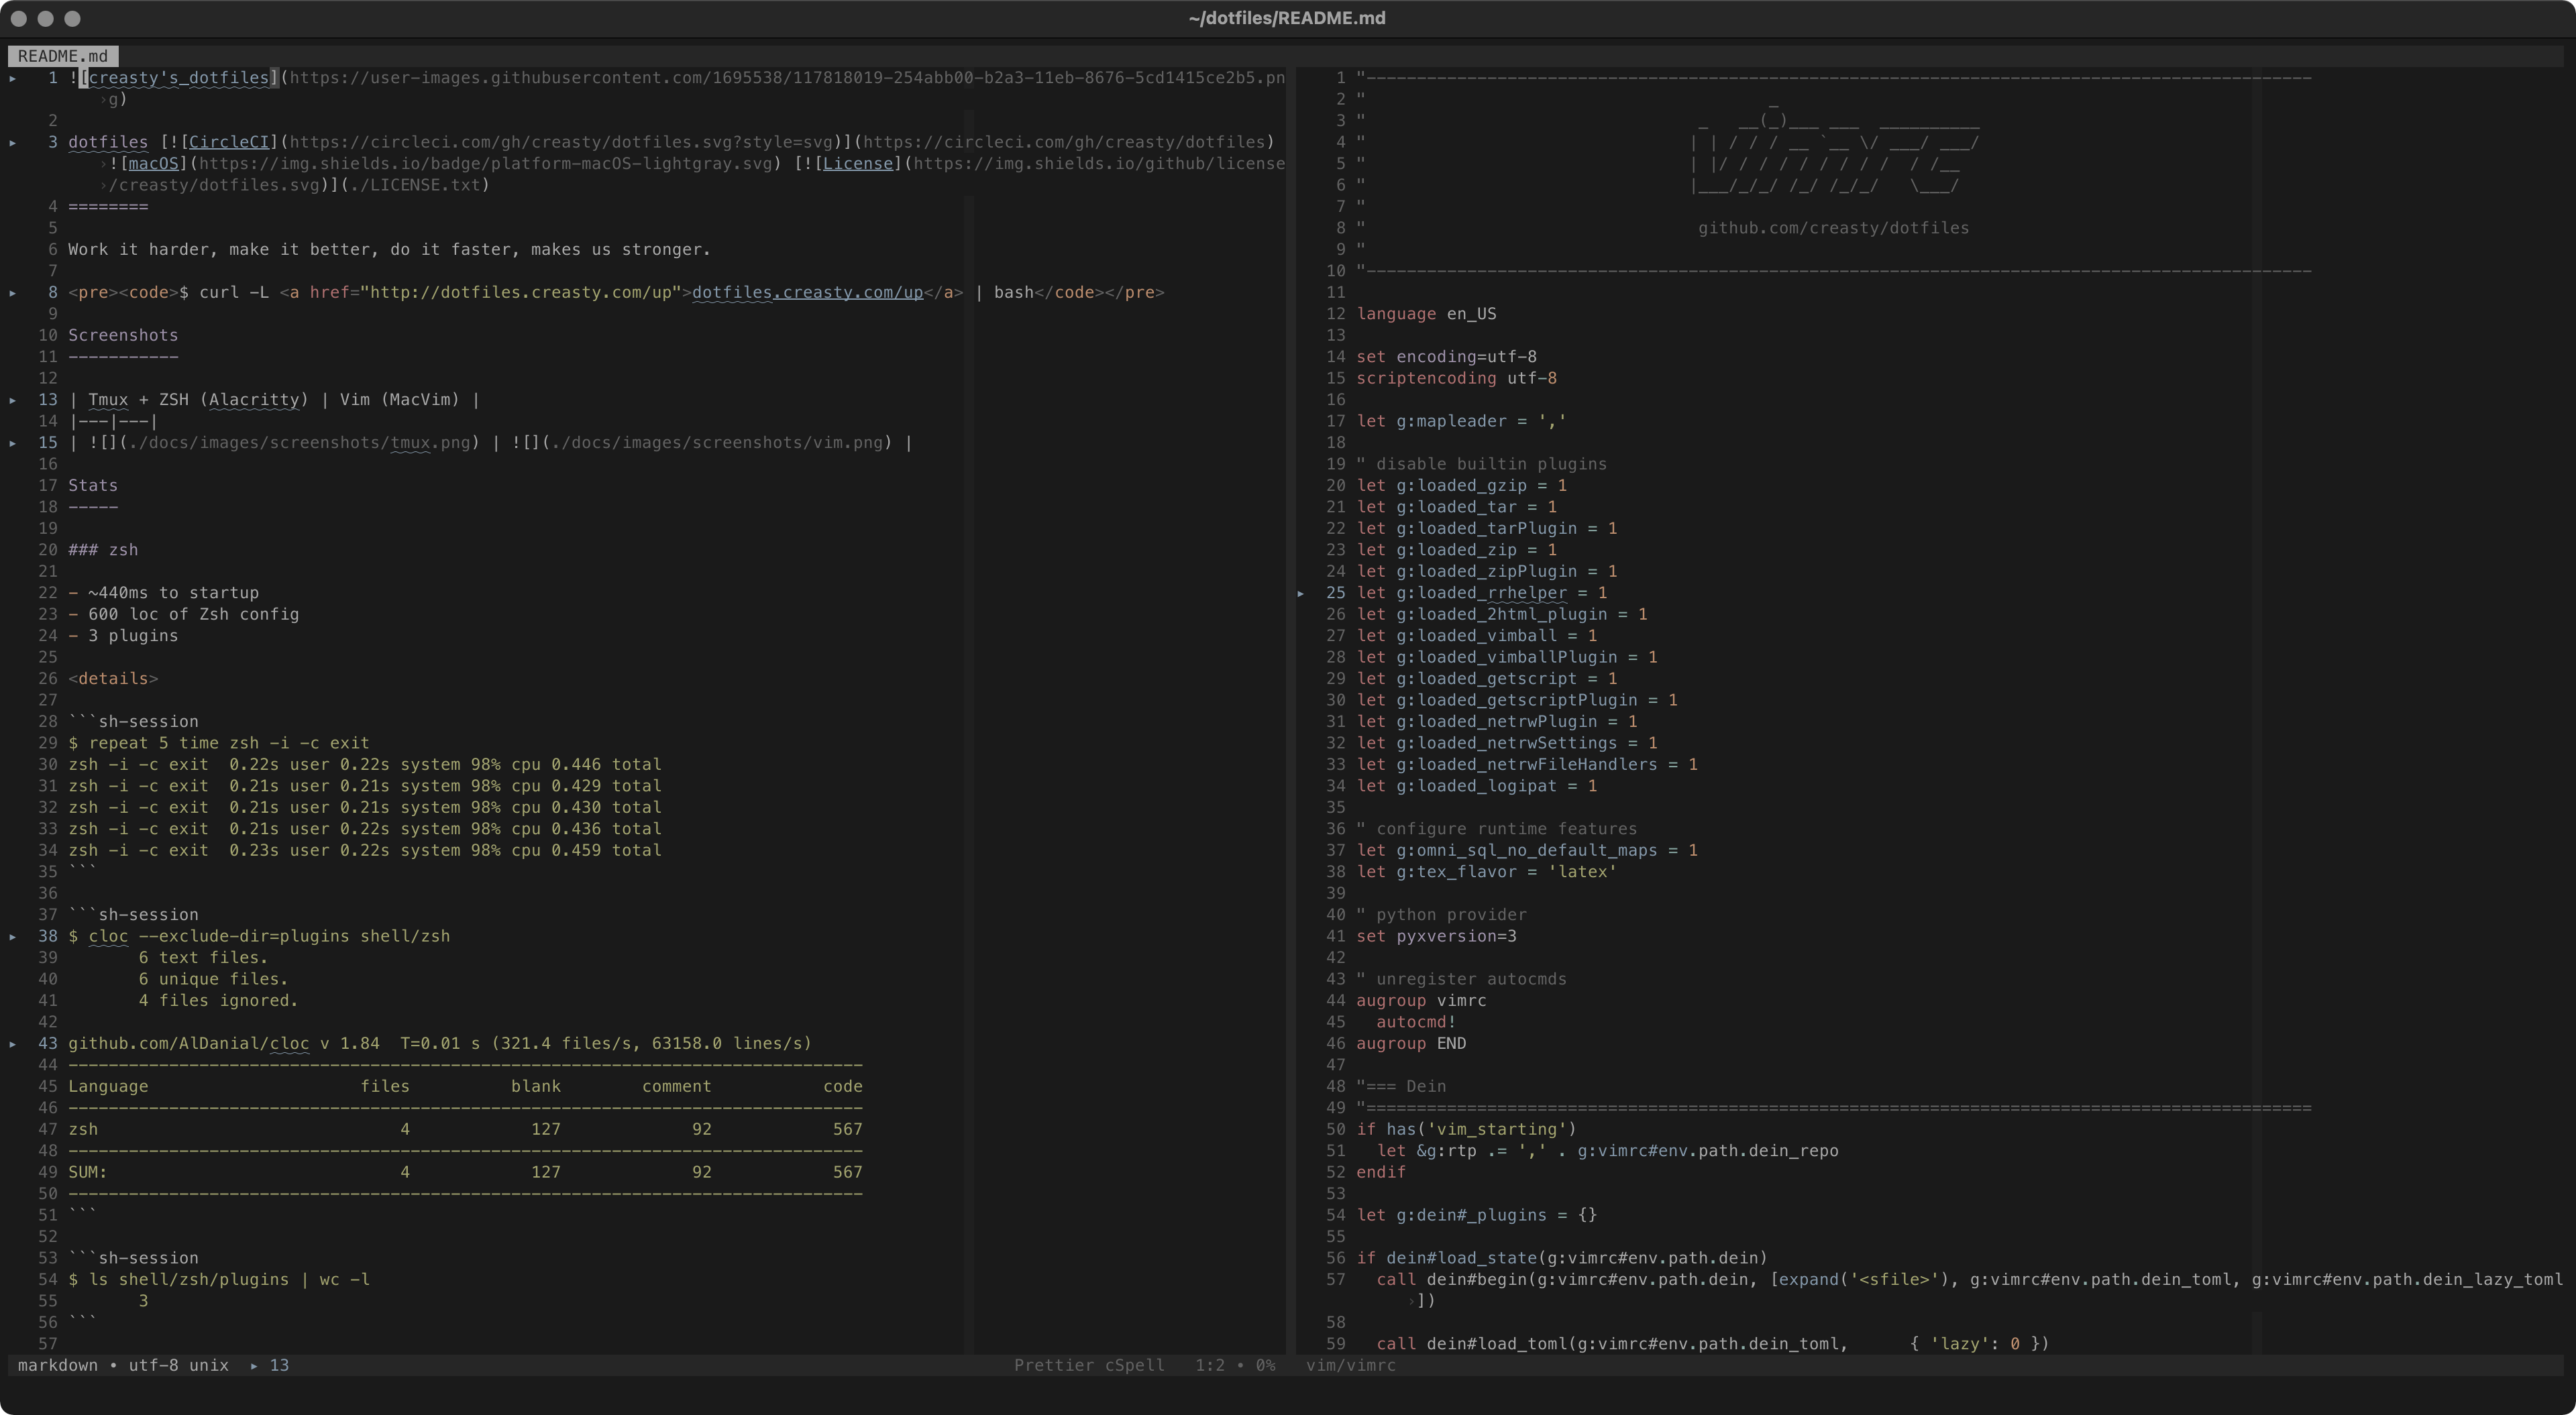 ~/dotfiles/README.md
README.md
▸ 1 ![creasty's_dotfiles](https://user-images.githubusercontent.com/1695538/117818019-254abb00-b2a3-11eb-8676-5cd1415ce2b5.pn
›g)
2
▸ 3 dotfiles [![CircleCI](https://circleci.com/gh/creasty/dotfiles.svg?style=svg)](https://circleci.com/gh/creasty/dotfiles)
›![macOS](https://img.shields.io/badge/platform-macOS-lightgray.svg) [![License](https://img.shields.io/github/license
›/creasty/dotfiles.svg)](./LICENSE.txt)
4 ========
5
6 Work it harder, make it better, do it faster, makes us stronger.
7
▸ 8 <pre><code>$ curl -L <a href="http://dotfiles.creasty.com/up">dotfiles.creasty.com/up</a> | bash</code></pre>
9
10 Screenshots
11 -----------
12
▸ 13 | Tmux + ZSH (Alacritty) | Vim (MacVim) |
14 |---|---|
▸ 15 | ![](./docs/images/screenshots/tmux.png) | ![](./docs/images/screenshots/vim.png) |
16
17 Stats
18 -----
19
20 ### zsh
21
22 - ~440ms to startup
23 - 600 loc of Zsh config
24 - 3 plugins
25
26 <details>
27
28 ```sh-session
29 $ repeat 5 time zsh -i -c exit
30 zsh -i -c exit  0.22s user 0.22s system 98% cpu 0.446 total
31 zsh -i -c exit  0.21s user 0.21s system 98% cpu 0.429 total
32 zsh -i -c exit  0.21s user 0.21s system 98% cpu 0.430 total
33 zsh -i -c exit  0.21s user 0.22s system 98% cpu 0.436 total
34 zsh -i -c exit  0.23s user 0.22s system 98% cpu 0.459 total
35 ```
36
37 ```sh-session
▸ 38 $ cloc --exclude-dir=plugins shell/zsh
39        6 text files.
40        6 unique files.
41        4 files ignored.
42
▸ 43 github.com/AlDanial/cloc v 1.84  T=0.01 s (321.4 files/s, 63158.0 lines/s)
44 -------------------------------------------------------------------------------
45 Language                     files          blank        comment           code
46 -------------------------------------------------------------------------------
47 zsh                              4            127             92            567
48 -------------------------------------------------------------------------------
49 SUM:                             4            127             92            567
50 -------------------------------------------------------------------------------
51 ```
52
53 ```sh-session
54 $ ls shell/zsh/plugins | wc -l
55        3
56 ```
57
markdown • utf-8 unix  ▸ 13
Prettier cSpell   1:2 • 0%
1 "----------------------------------------------------------------------------------------------
2 "                                        _
3 "                                 _   __(_)___ ___  __________
4 "                                | | / / / __ `__ \/ ___/ ___/
5 "                                | |/ / / / / / / / /  / /__
6 "                                |___/_/_/ /_/ /_/_/   \___/
7 "
8 "                                 github.com/creasty/dotfiles
9 "
10 "----------------------------------------------------------------------------------------------
11
12 language en_US
13
14 set encoding=utf-8
15 scriptencoding utf-8
16
17 let g:mapleader = ','
18
19 " disable builtin plugins
20 let g:loaded_gzip = 1
21 let g:loaded_tar = 1
22 let g:loaded_tarPlugin = 1
23 let g:loaded_zip = 1
24 let g:loaded_zipPlugin = 1
▸ 25 let g:loaded_rrhelper = 1
26 let g:loaded_2html_plugin = 1
27 let g:loaded_vimball = 1
28 let g:loaded_vimballPlugin = 1
29 let g:loaded_getscript = 1
30 let g:loaded_getscriptPlugin = 1
31 let g:loaded_netrwPlugin = 1
32 let g:loaded_netrwSettings = 1
33 let g:loaded_netrwFileHandlers = 1
34 let g:loaded_logipat = 1
35
36 " configure runtime features
37 let g:omni_sql_no_default_maps = 1
38 let g:tex_flavor = 'latex'
39
40 " python provider
41 set pyxversion=3
42
43 " unregister autocmds
44 augroup vimrc
45   autocmd!
46 augroup END
47
48 "=== Dein
49 "==============================================================================================
50 if has('vim_starting')
51   let &g:rtp .= ',' . g:vimrc#env.path.dein_repo
52 endif
53
54 let g:dein#_plugins = {}
55
56 if dein#load_state(g:vimrc#env.path.dein)
57   call dein#begin(g:vimrc#env.path.dein, [expand('<sfile>'), g:vimrc#env.path.dein_toml, g:vimrc#env.path.dein_lazy_toml
›])
58
59   call dein#load_toml(g:vimrc#env.path.dein_toml,      { 'lazy': 0 })
vim/vimrc